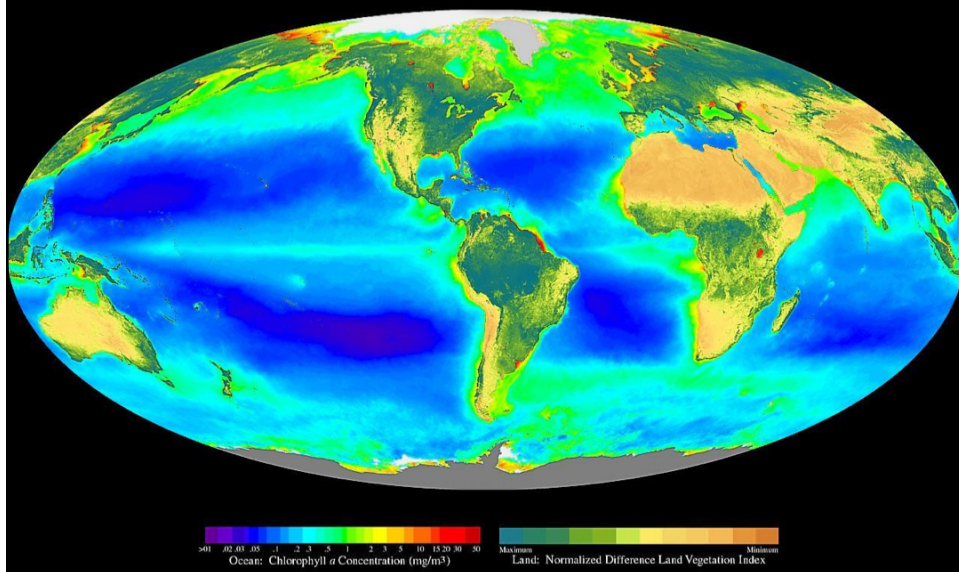 >01 .02 .03 .05 .1 .2 .3 .5 1 2 3 5 10 15 20 30 50
Maximum Minimum
Ocean: Chlorophyll a Concentration (mg/m³)
Land: Normalized Difference Land Vegetation Index